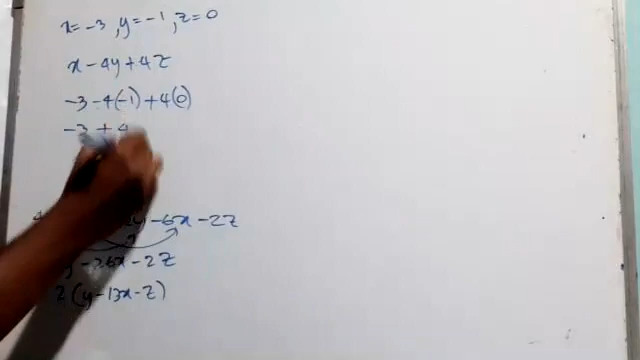 x = -3, y = -1, z = 0
x - 4y + 4z
-3 - 4(-1) + 4(0)
-3 + 4
-6x - 2z
y - 26x - 2z
2(y - 13x - z)